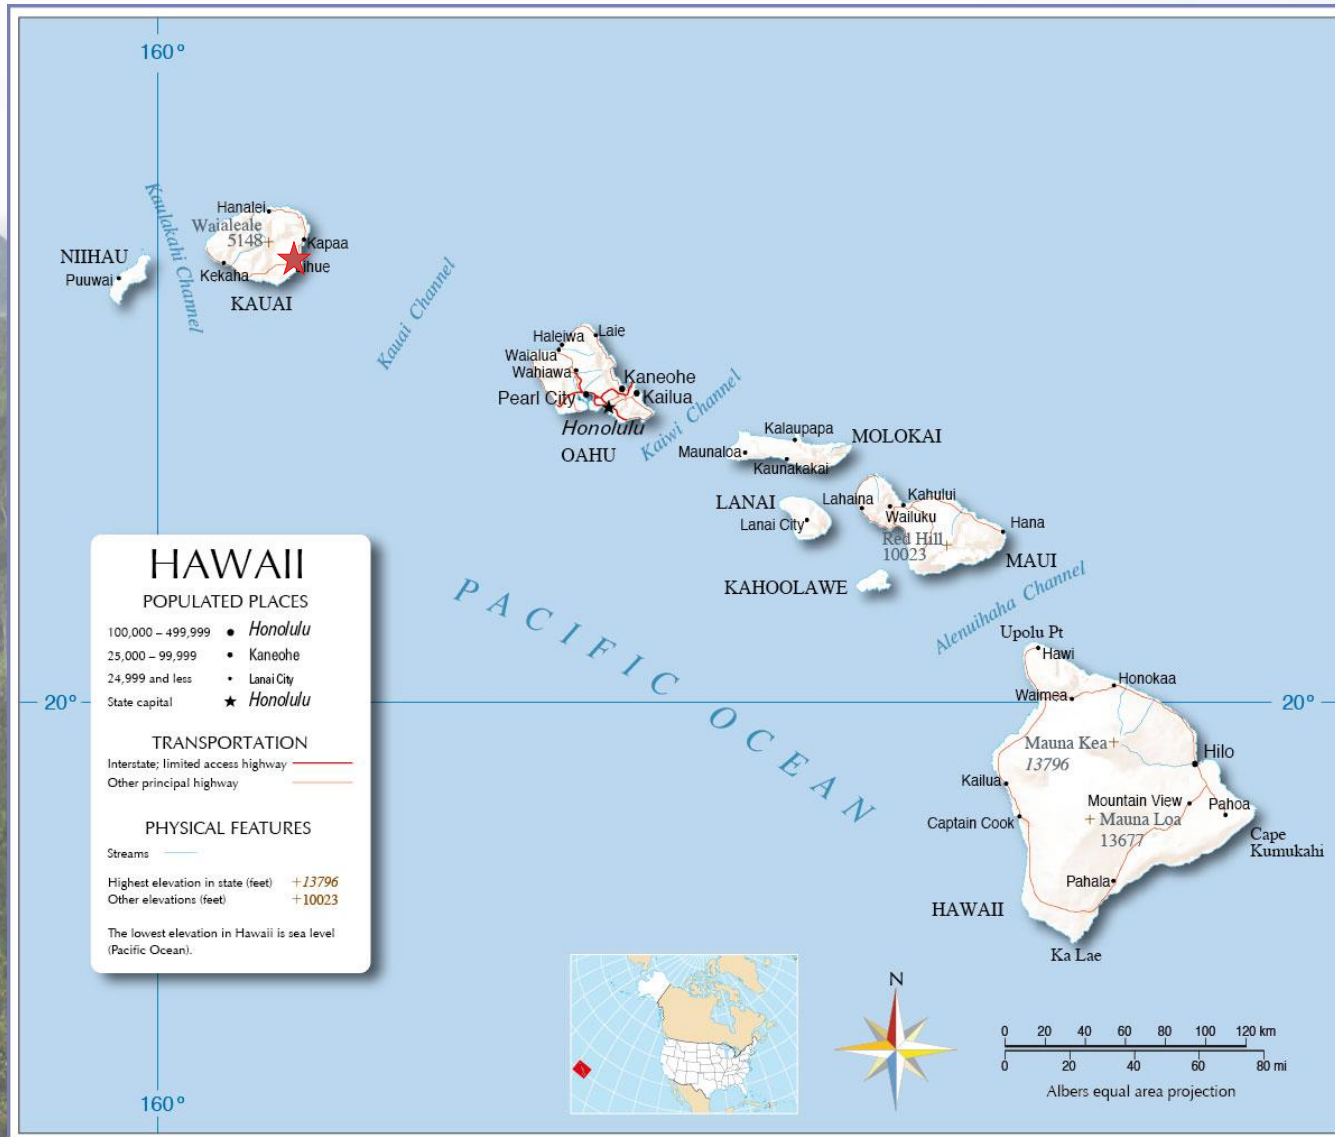 160°
Hanalei
Waialeale
5148
Kapaa
NIIHAU
Puuwai
Kekaha
KAUAI
Kaulakahi Channel
Kauai Channel
Haleiwa
Laie
Waialua
Wahiawa
Kaneohe
Pearl City
Kailua
Honolulu
OAHU
Kaiwi Channel
Kalaupapa
MOLOKAI
Maunaloa
Kaunakakai
LANAI
Lanai City
Lahaina
Kahului
Wailuku
Hana
Red Hill
10023
MAUI
KAHOOLAWE
Alenuihaha Channel
PACIFIC OCEAN
Upolu Pt
Hawi
Honokaa
Waimea
20°
20°
Mauna Kea
13796
Hilo
Kailua
Mountain View
Pahoa
Captain Cook
Mauna Loa
13677
Cape
Kumukahi
Pahala
HAWAII
Ka Lae
HAWAII
POPULATED PLACES
100,000 – 499,999 Honolulu
25,000 – 99,999 Kaneohe
24,999 and less Lanai City
State capital Honolulu
TRANSPORTATION
Interstate; limited access highway
Other principal highway
PHYSICAL FEATURES
Streams
Highest elevation in state (feet) +13796
Other elevations (feet) +10023
The lowest elevation in Hawaii is sea level
(Pacific Ocean).
N
0 20 40 60 80 100 120 km
0 20 40 60 80 mi
Albers equal area projection
160°